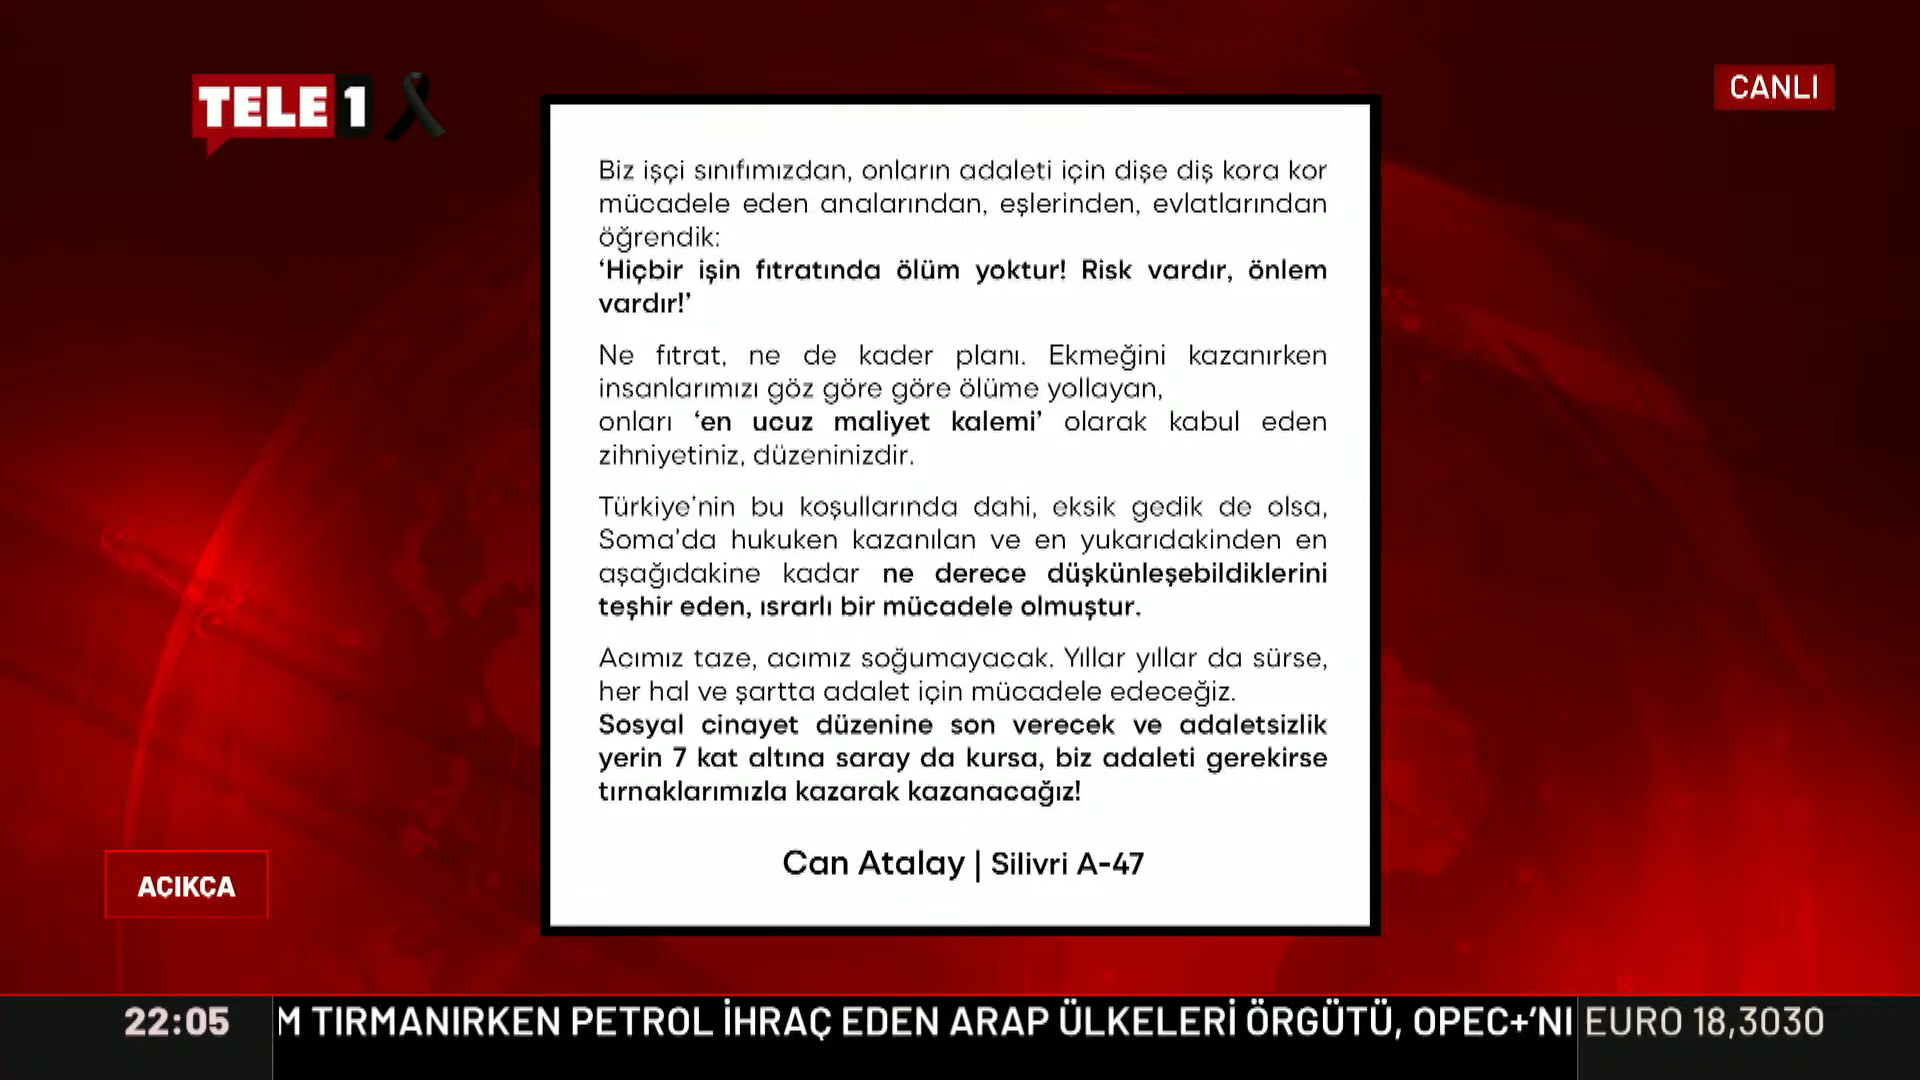 TELE1
CANLI
Biz işçi sınıfımızdan, onların adaleti için dişe diş kora kor
mücadele eden analarından, eşlerinden, evlatlarından
öğrendik:
‘Hiçbir işin fıtratında ölüm yoktur! Risk vardır, önlem
vardır!’
Ne fıtrat, ne de kader planı. Ekmeğini kazanırken
insanlarımızı göz göre göre ölüme yollayan,
onları ‘en ucuz maliyet kalemi’ olarak kabul eden
zihniyetiniz, düzeninizdir.
Türkiye’nin bu koşullarında dahi, eksik gedik de olsa,
Soma’da hukuken kazanılan ve en yukarıdakinden en
aşağıdakine kadar ne derece düşkünleşebildiklerini
teşhir eden, ısrarlı bir mücadele olmuştur.
Acımız taze, acımız soğumayacak. Yıllar yıllar da sürse,
her hal ve şartta adalet için mücadele edeceğiz.
Sosyal cinayet düzenine son verecek ve adaletsizlik
yerin 7 kat altına saray da kursa, biz adaleti gerekirse
tırnaklarımızla kazarak kazanacağız!
Can Atalay | Silivri A-47
AÇIKÇA
22:05
M TIRMANIRKEN PETROL İHRAÇ EDEN ARAP ÜLKELERİ ÖRGÜTÜ, OPEC+’NI
EURO 18,3030